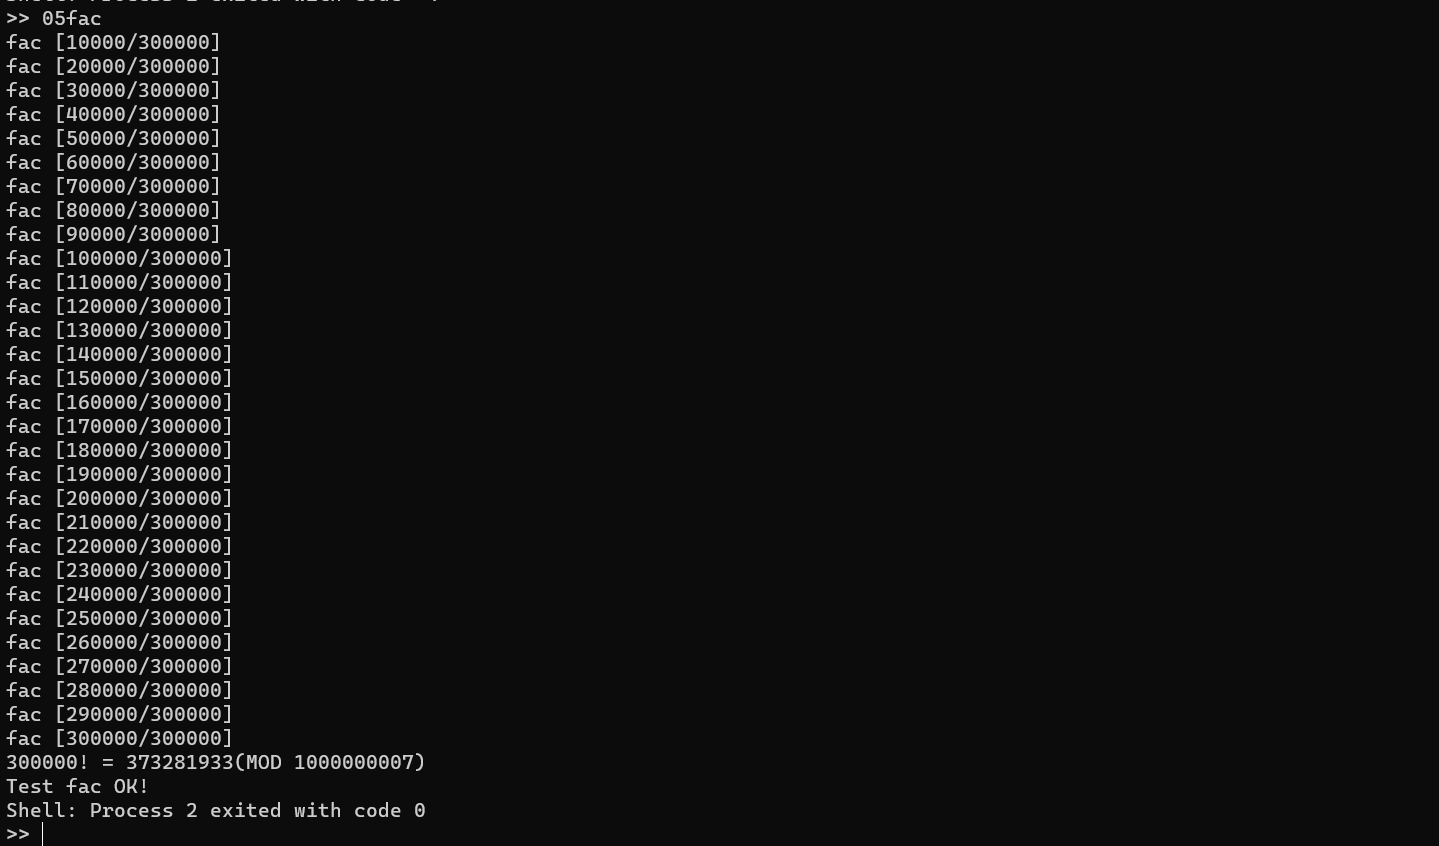 >> 05fac
fac [10000/300000]
fac [20000/300000]
fac [30000/300000]
fac [40000/300000]
fac [50000/300000]
fac [60000/300000]
fac [70000/300000]
fac [80000/300000]
fac [90000/300000]
fac [100000/300000]
fac [110000/300000]
fac [120000/300000]
fac [130000/300000]
fac [140000/300000]
fac [150000/300000]
fac [160000/300000]
fac [170000/300000]
fac [180000/300000]
fac [190000/300000]
fac [200000/300000]
fac [210000/300000]
fac [220000/300000]
fac [230000/300000]
fac [240000/300000]
fac [250000/300000]
fac [260000/300000]
fac [270000/300000]
fac [280000/300000]
fac [290000/300000]
fac [300000/300000]
300000! = 373281933(MOD 1000000007)
Test fac OK!
Shell: Process 2 exited with code 0
>>